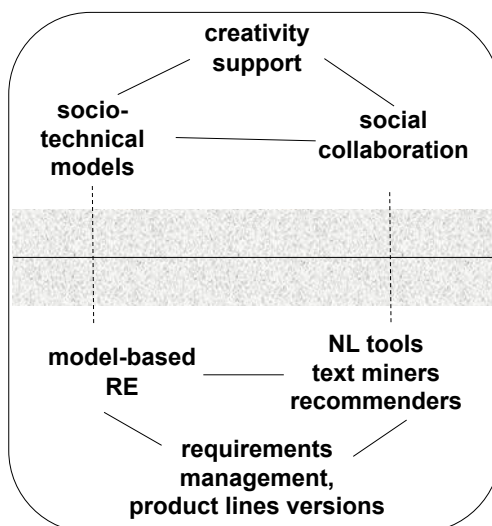 creativity
support
socio-
technical
models
social
collaboration
model-based
RE
NL tools
text miners
recommenders
requirements
management,
product lines versions